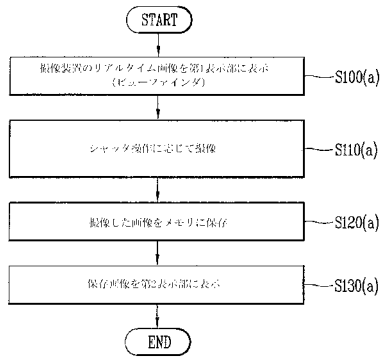 START
撮像装置のリアルタイム画像を第1表示部に表示
(ビューファインダ)
S100(a)
シャッタ操作に応じて撮像
S110(a)
撮像した画像をメモリに保存
S120(a)
保存画像を第2表示部に表示
S130(a)
END